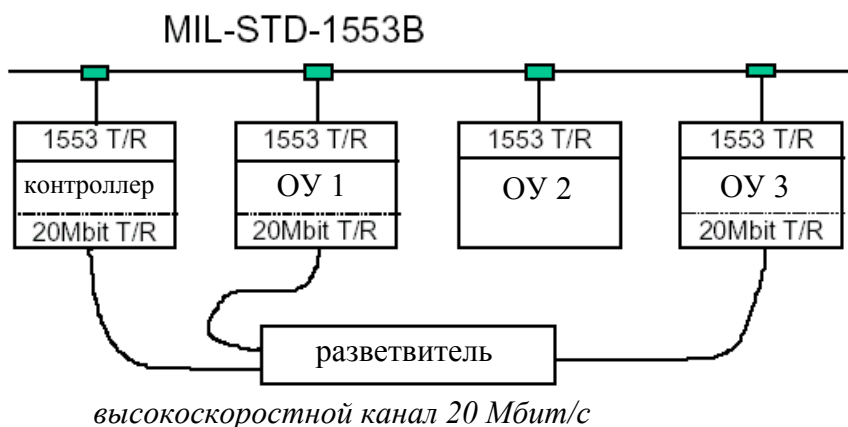 MIL-STD-1553B
1553 T/R 1553 T/R 1553 T/R 1553 T/R
контроллер ОУ 1 ОУ 2 ОУ 3
20Mbit T/R 20Mbit T/R 20Mbit T/R
разветвитель
высокоскоростной канал 20 Мбит/с